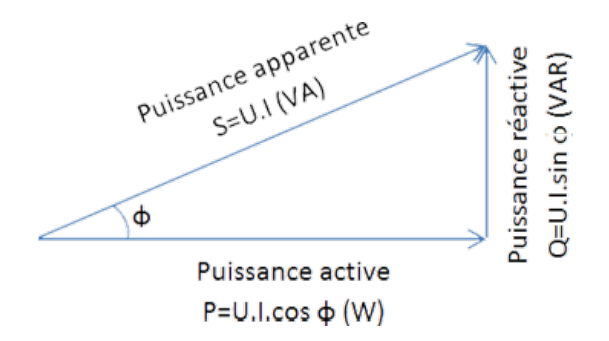 Puissance apparente
S=U.I (VA)
ϕ
Puissance active
P=U.I.cos ϕ (W)
Puissance réactive
Q=U.I.sin ϕ (VAR)